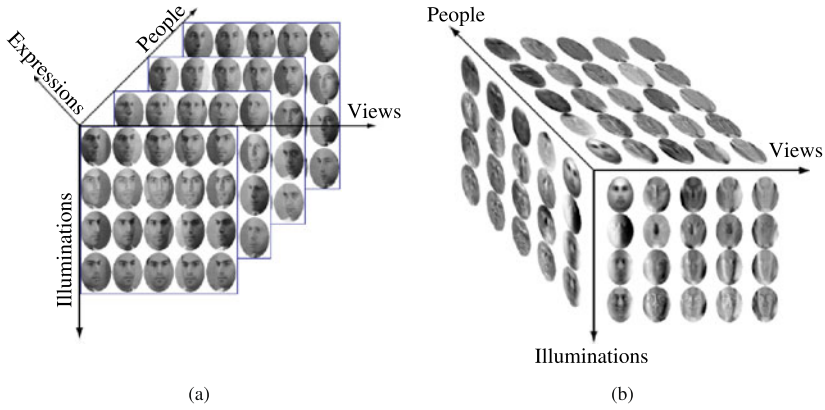 People
Expressions
Views
Illuminations
(a)
People
Views
Illuminations
(b)